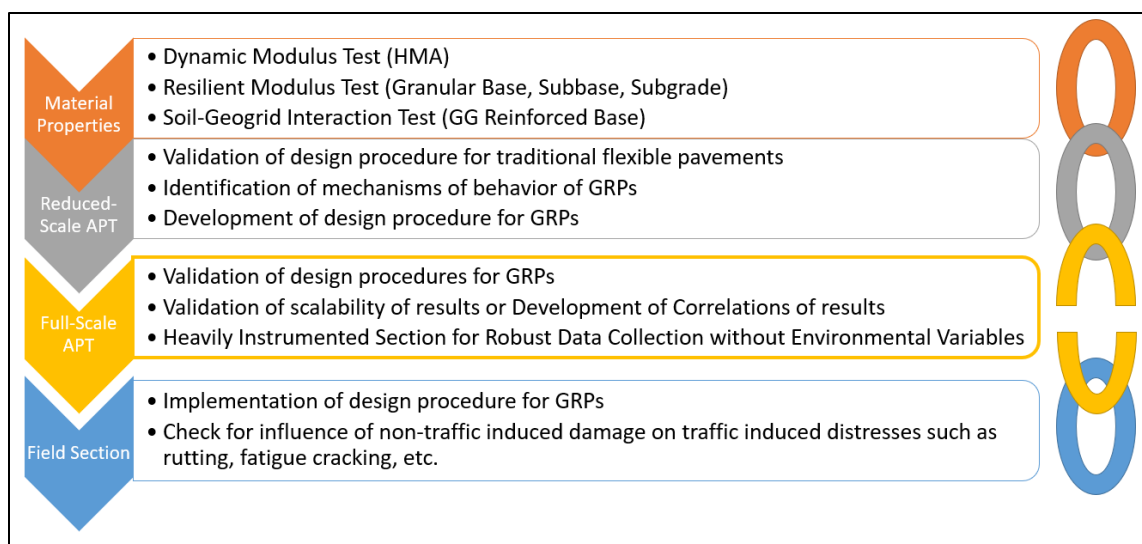 Material
Properties
• Dynamic Modulus Test (HMA)
• Resilient Modulus Test (Granular Base, Subbase, Subgrade)
• Soil-Geogrid Interaction Test (GG Reinforced Base)
Reduced-
Scale APT
• Validation of design procedure for traditional flexible pavements
• Identification of mechanisms of behavior of GRPs
• Development of design procedure for GRPs
Full-Scale
APT
• Validation of design procedures for GRPs
• Validation of scalability of results or Development of Correlations of results
• Heavily Instrumented Section for Robust Data Collection without Environmental Variables
Field Section
• Implementation of design procedure for GRPs
• Check for influence of non-traffic induced damage on traffic induced distresses such as
rutting, fatigue cracking, etc.